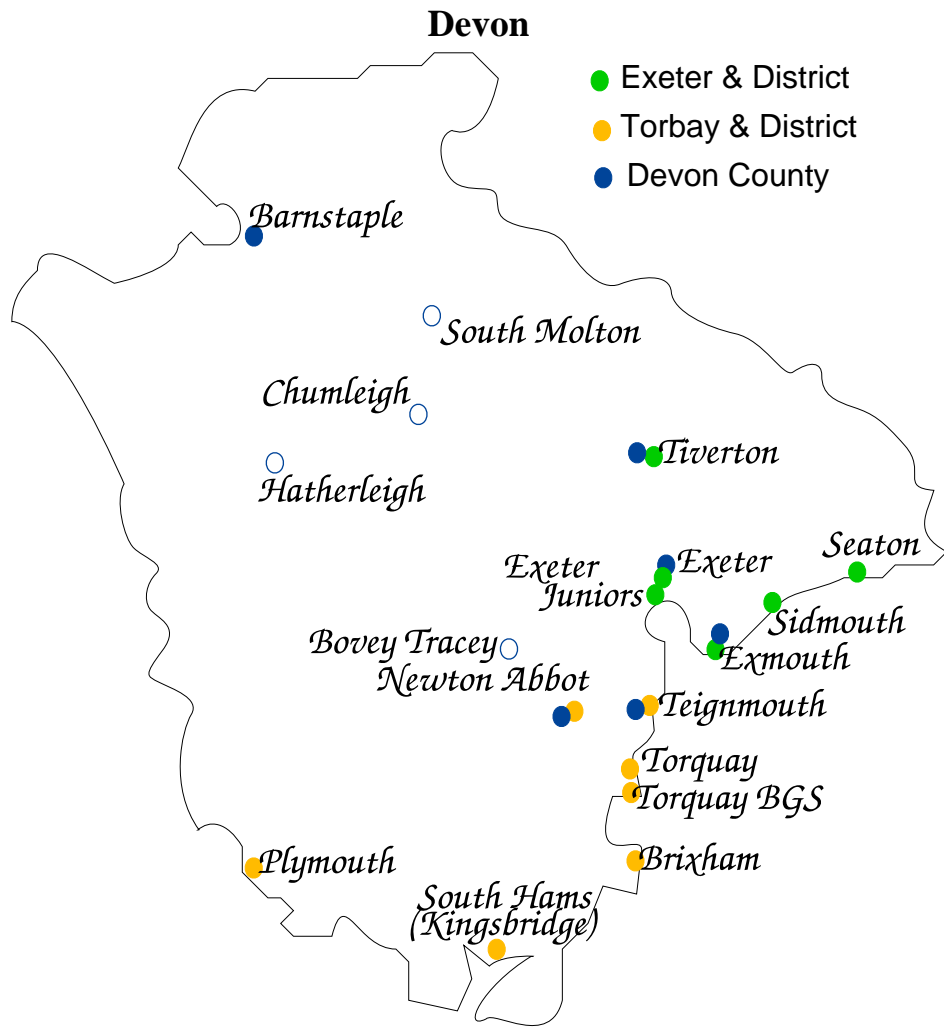 Devon
Exeter & District
Torbay & District
Devon County
Barnstaple
South Molton
Chumleigh
Tiverton
Hatherleigh
Seaton
Exeter
Exeter
Juniors
Sidmouth
Bovey Tracey
Exmouth
Newton Abbot
Teignmouth
Torquay
Torquay BGS
Plymouth
Brixham
South Hams
(Kingsbridge)